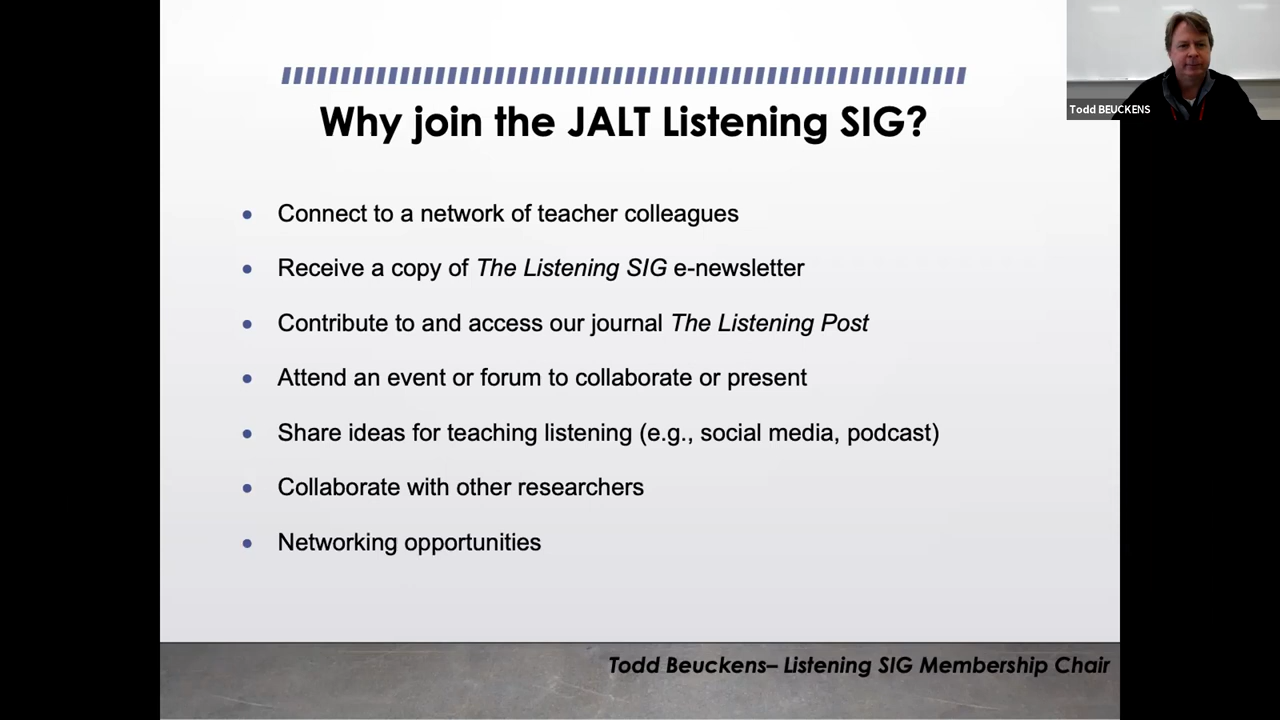 Why join the JALT Listening SIG?
Todd BEUCKENS
• Connect to a network of teacher colleagues
• Receive a copy of The Listening SIG e-newsletter
• Contribute to and access our journal The Listening Post
• Attend an event or forum to collaborate or present
• Share ideas for teaching listening (e.g., social media, podcast)
• Collaborate with other researchers
• Networking opportunities
Todd Beuckens– Listening SIG Membership Chair